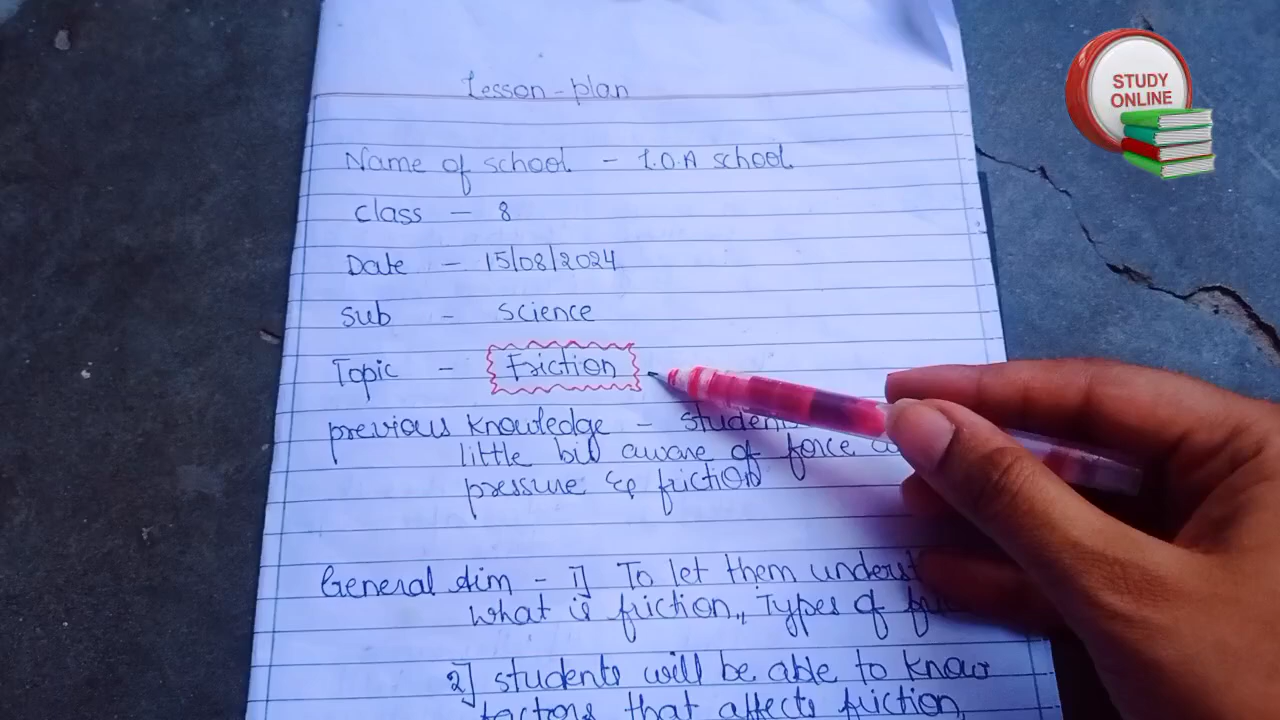 Lesson-plan
Name of school - I.O.A school
class - 8
Date - 15/08/2024
Sub - Science
Topic - Friction
previous knowledge - students
little bit aware of force
pressure & friction
General Aim - 1] To let them underst
what is friction,, Types of
2] students will be able to know
factors that affects friction,
STUDY
ONLINE